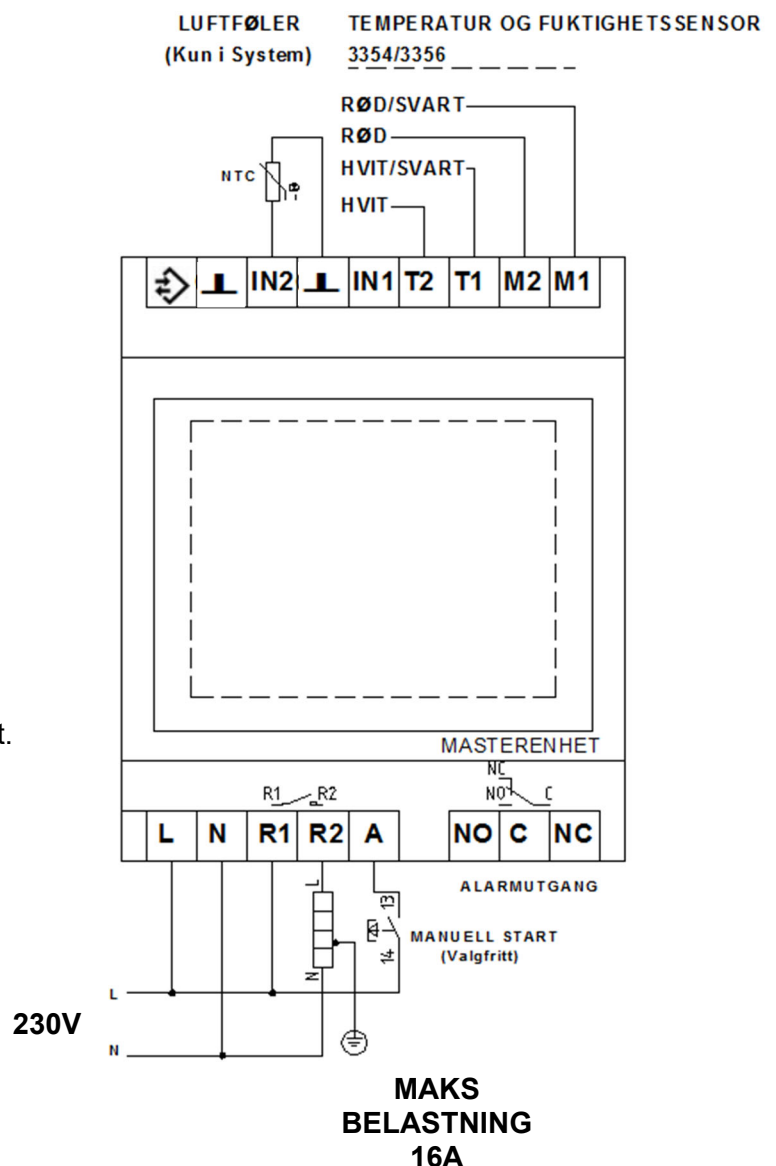 LUFTFØLER
(Kun i System)
TEMPERATUR OG FUKTIGHETSSENSOR
3354/3356
RØD/SVART
RØD
HVIT/SVART
HVIT
NTC
IN2 IN1 T2 T1 M2 M1
t.
MASTERENHET
R1 R2
NC
NO C
L N R1 R2 A NO C NC
ALARMUTGANG
L
N
13
14
MANUELL START
(Valgfritt)
L
230V
N
MAKS
BELASTNING
16A